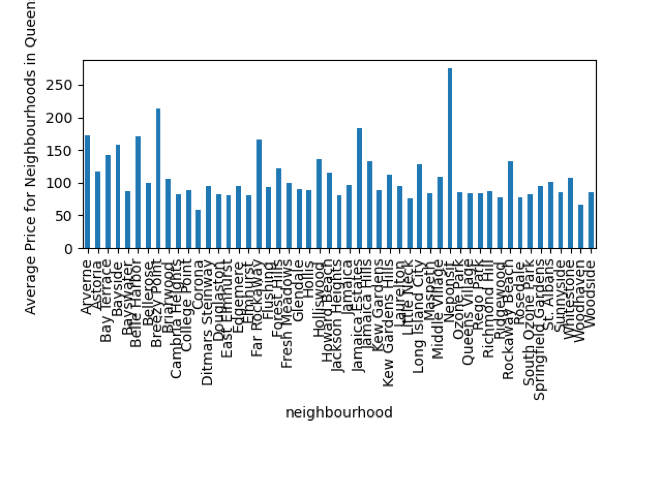 Average Price for Neighbourhoods in Queen
250
200
150
100
50
0
Arverne
Astoria
Bay Terrace
Bayside
Bayswater
Belle Harbor
Bellerose
Breezy Point
Briarwood
Cambria Heights
College Point
Corona
Ditmars Steinway
Douglaston
East Elmhurst
Edgemere
Elmhurst
Far Rockaway
Flushing
Forest Hills
Fresh Meadows
Glendale
Hollis
Holliswood
Howard Beach
Jackson Heights
Jamaica
Jamaica Estates
Jamaica Hills
Kew Gardens
Kew Gardens Hills
Laurelton
Little Neck
Long Island City
Maspeth
Middle Village
Neponsit
Ozone Park
Queens Village
Rego Park
Richmond Hill
Ridgewood
Rockaway Beach
Rosedale
South Ozone Park
Springfield Gardens
St. Albans
Sunnyside
Whitestone
Woodhaven
Woodside
neighbourhood